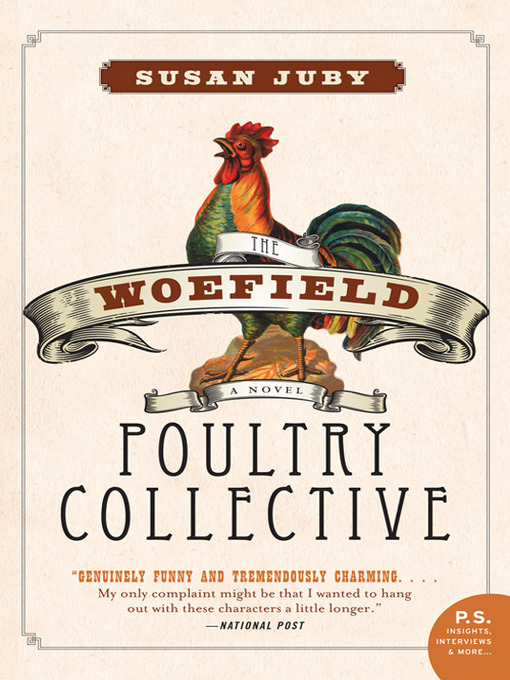 SUSAN JUBY
THE
WOEFIELD
A NOVEL
POULTRY
COLLECTIVE
“GENUINELY FUNNY AND TREMENDOUSLY CHARMING. . . .
My only complaint might be that I wanted to hang
out with these characters a little longer.”
—NATIONAL POST
P.S.
INSIGHTS,
INTERVIEWS
& MORE...